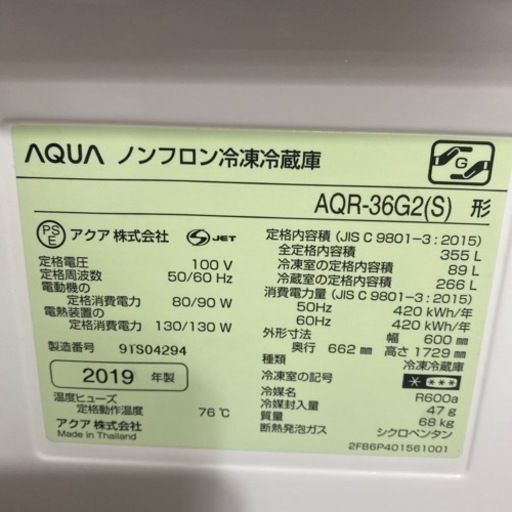 AQUA ノンフロン冷凍冷蔵庫
G
AQR-36G2(S) 形
PS E アクア 株式会社 S JET
定格電圧 100 V
定格周波数 50/60 Hz
電動機の
定格消費電力 80/90 W
電熱装置の
定格消費電力 130/130 W
製造番号 9TS04294
2019 年製
温度ヒューズ
定格動作温度 76 ℃
アクア 株式会社
Made in Thailand
定格内容積 (JIS C 9801-3 : 2015)
全定格内容積 355 L
冷凍室の定格内容積 89 L
冷蔵室の定格内容積 266 L
消費電力量 (JIS C 9801-3 : 2015)
50Hz 420 kWh/年
60Hz 420 kWh/年
外形寸法 幅 600 mm
奥行 662 mm 高さ 1729 mm
種類 冷凍冷蔵庫
冷凍室の記号 * ***
冷媒 R600a
冷媒封入量 47 g
質量 68 kg
断熱発泡ガス シクロペンタン
2FB6P401561001